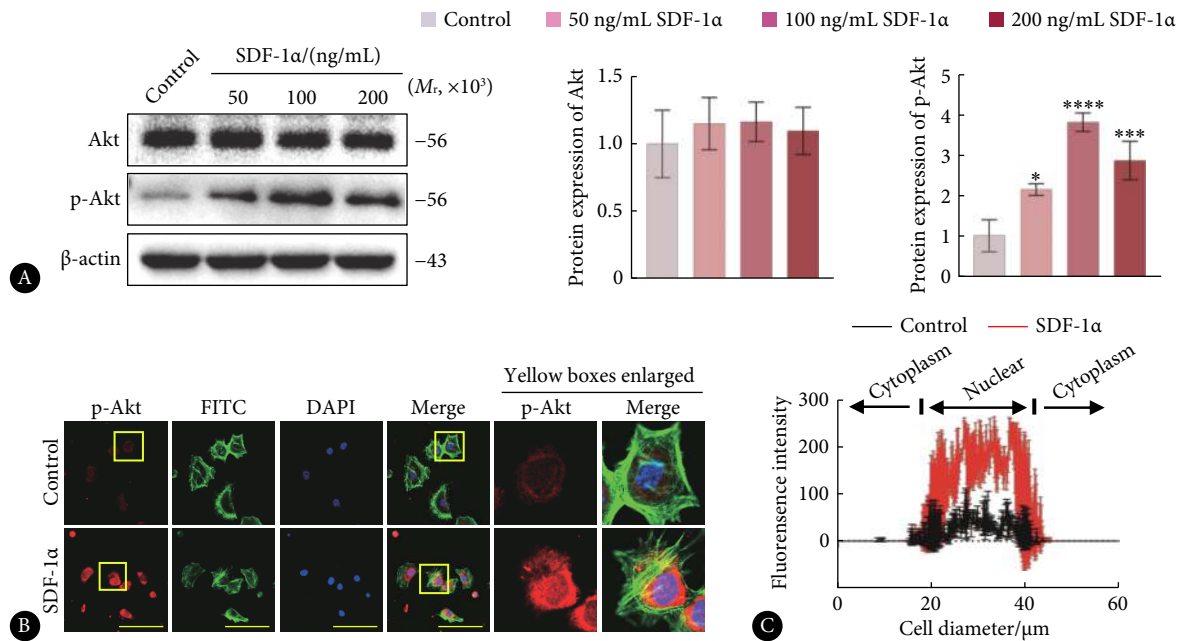 Control 50 ng/mL SDF-1α 100 ng/mL SDF-1α 200 ng/mL SDF-1α
A
Control
SDF-1α/(ng/mL)
50 100 200
(Mr, ×10³)
Akt
−56
p-Akt
−56
β-actin
−43
Protein expression of Akt
1.5
1.0
0.5
0
Protein expression of p-Akt
5
4
3
2
1
0
*
****
***
B
Yellow boxes enlarged
p-Akt FITC DAPI Merge p-Akt Merge
Control
SDF-1α
C
Control SDF-1α
Cytoplasm Nuclear Cytoplasm
Fluorensence intensity
300
200
100
0
0 20 40 60
Cell diameter/μm